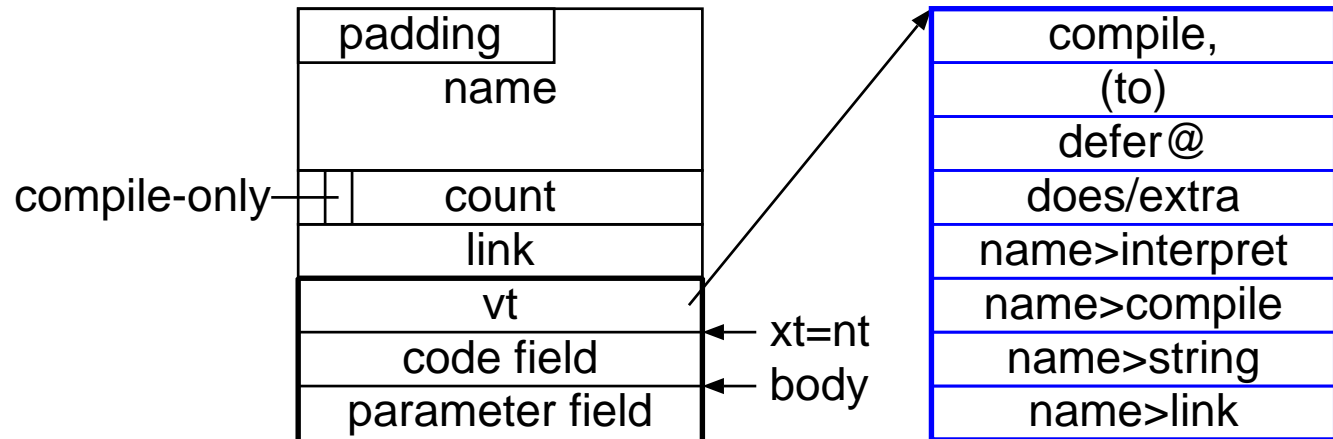 padding
name
compile-only
count
link
vt
xt=nt
code field
body
parameter field
compile,
(to)
defer@
does/extra
name>interpret
name>compile
name>string
name>link